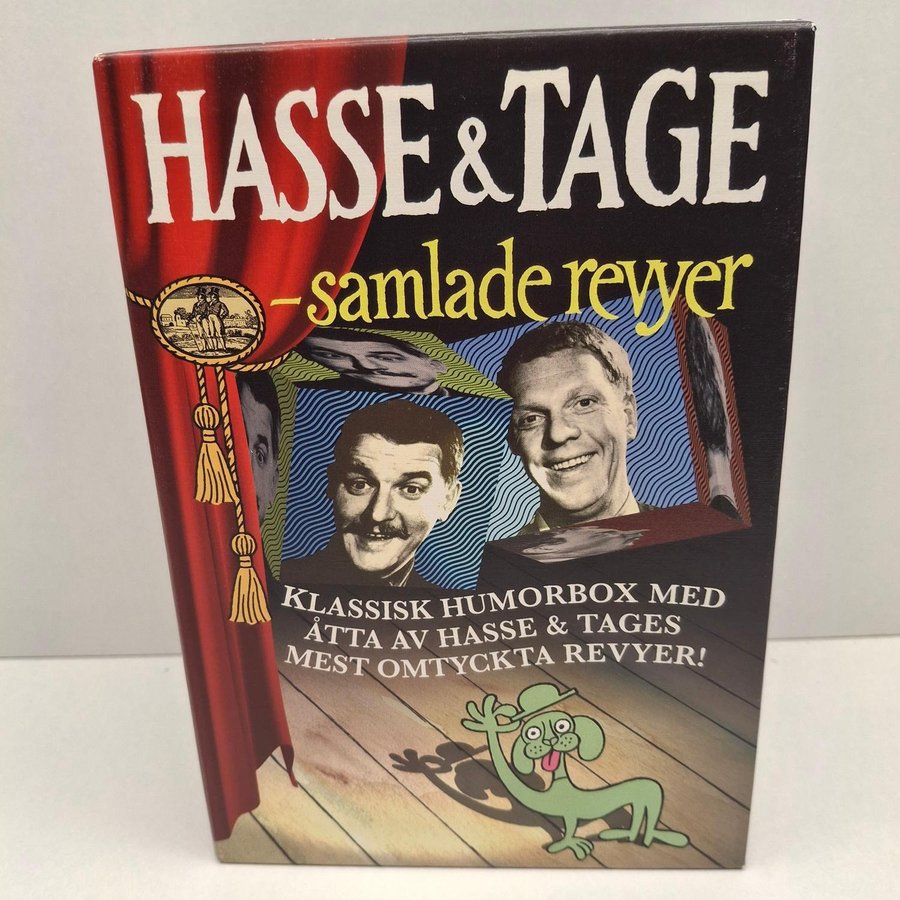 HASSE & TAGE
– samlade revyer
KLASSISK HUMORBOX MED
ÅTTA AV HASSE & TAGES
MEST OMTYCKTA REVYER!